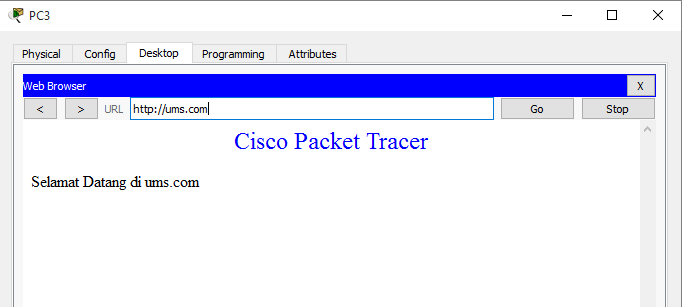 PC3
Physical Config Desktop Programming Attributes
Web Browser X
< > URL http://ums.com Go Stop
Cisco Packet Tracer
Selamat Datang di ums.com